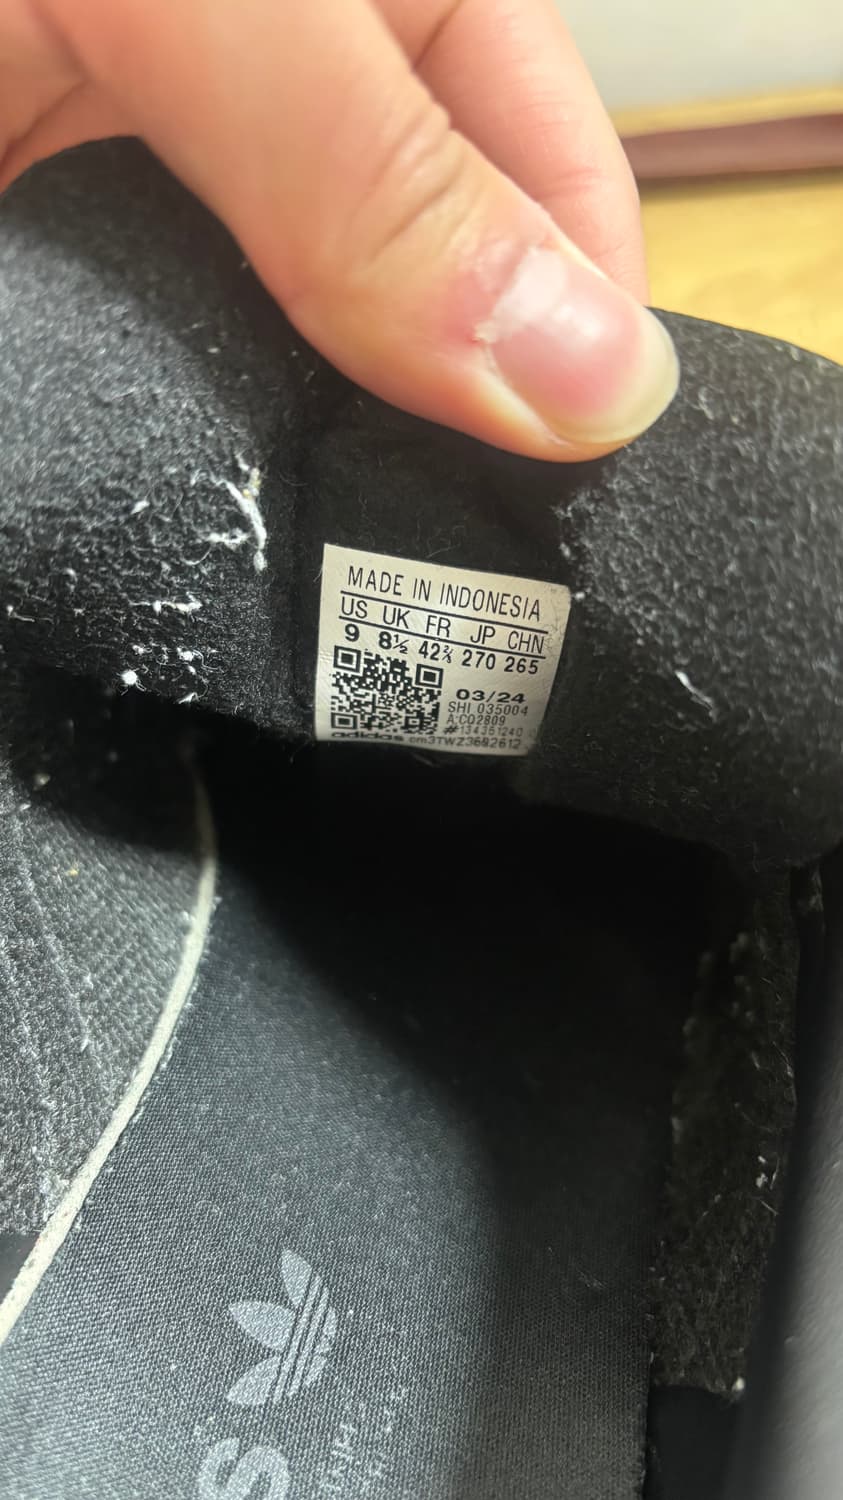 MADE IN INDONESIA
US UK FR JP CHN
9 8½ 42⅔ 270 265
03/24
SHI 035004
A:CQ2809
#134351240
adidas cm3TWZ3692612
S